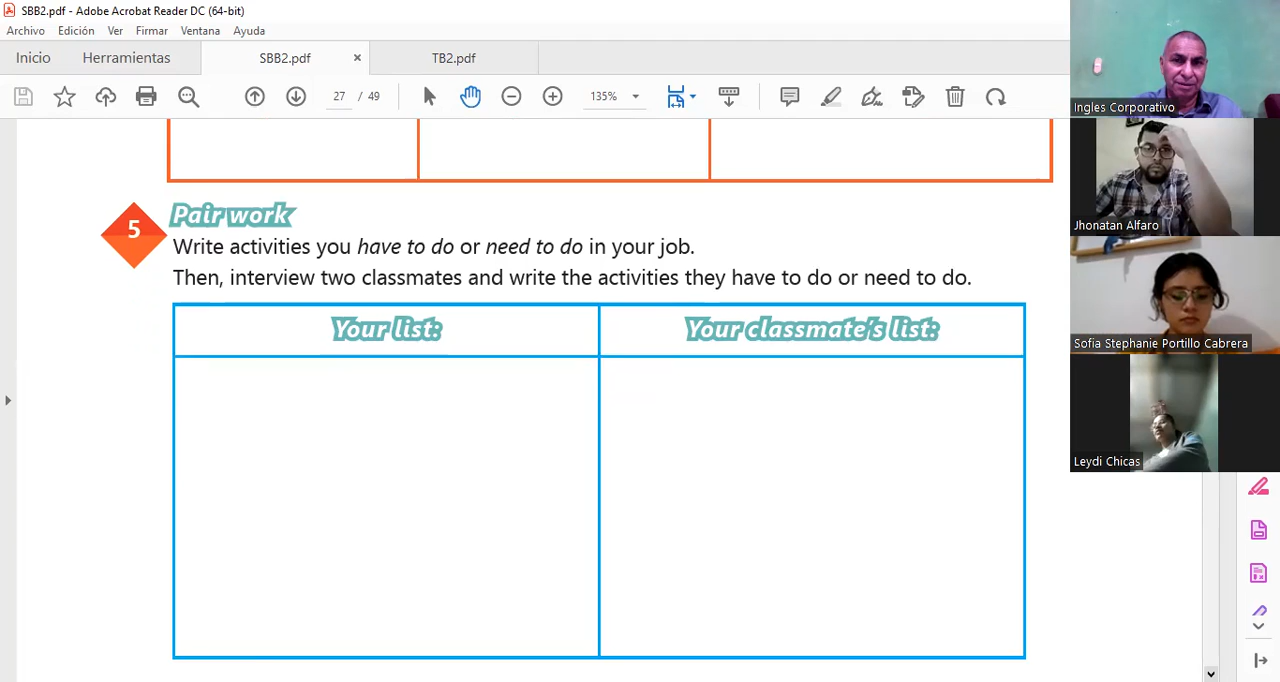 SBB2.pdf - Adobe Acrobat Reader DC (64-bit)
Archivo Edición Ver Firmar Ventana Ayuda
Inicio Herramientas SBB2.pdf × TB2.pdf
27 / 49 135%
Ingles Corporativo
Jhonatan Alfaro
Sofia Stephanie Portillo Cabrera
Leydi Chicas
5 Pair work
Write activities you have to do or need to do in your job.
Then, interview two classmates and write the activities they have to do or need to do.
Your list: Your classmate's list: